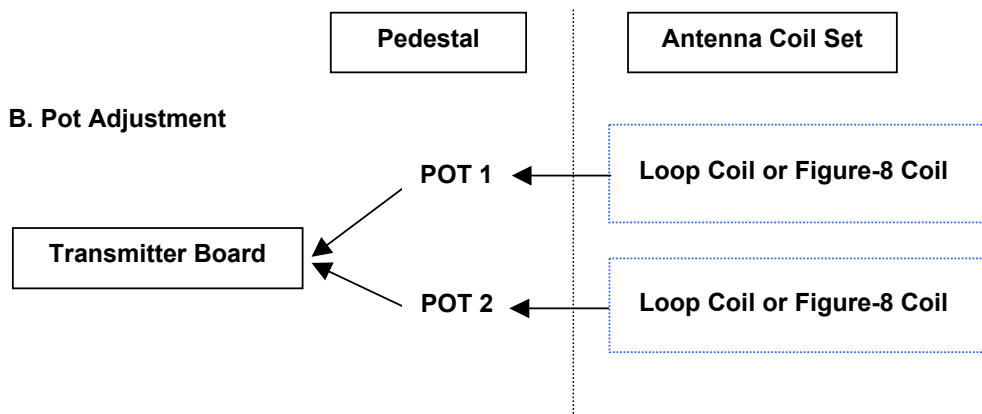 Pedestal
Antenna Coil Set
B. Pot Adjustment
POT 1
Loop Coil or Figure-8 Coil
Transmitter Board
POT 2
Loop Coil or Figure-8 Coil